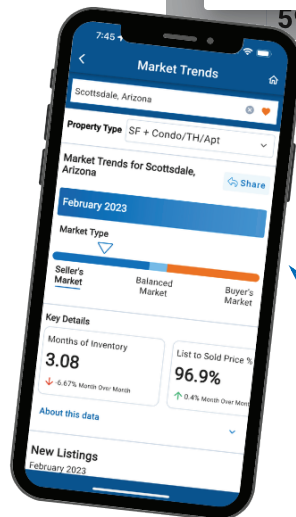 5
7:45
Market Trends
Scottsdale, Arizona
Property Type SF + Condo/TH/Apt
Market Trends for Scottsdale,
Arizona
Share
February 2023
Market Type
Seller's
Market
Balanced
Market
Buyer's
Market
Key Details
Months of Inventory
3.08
-6.67% Month Over Month
List to Sold Price %
96.9%
0.4% Month Over Mont
About this data
New Listings
February 2023